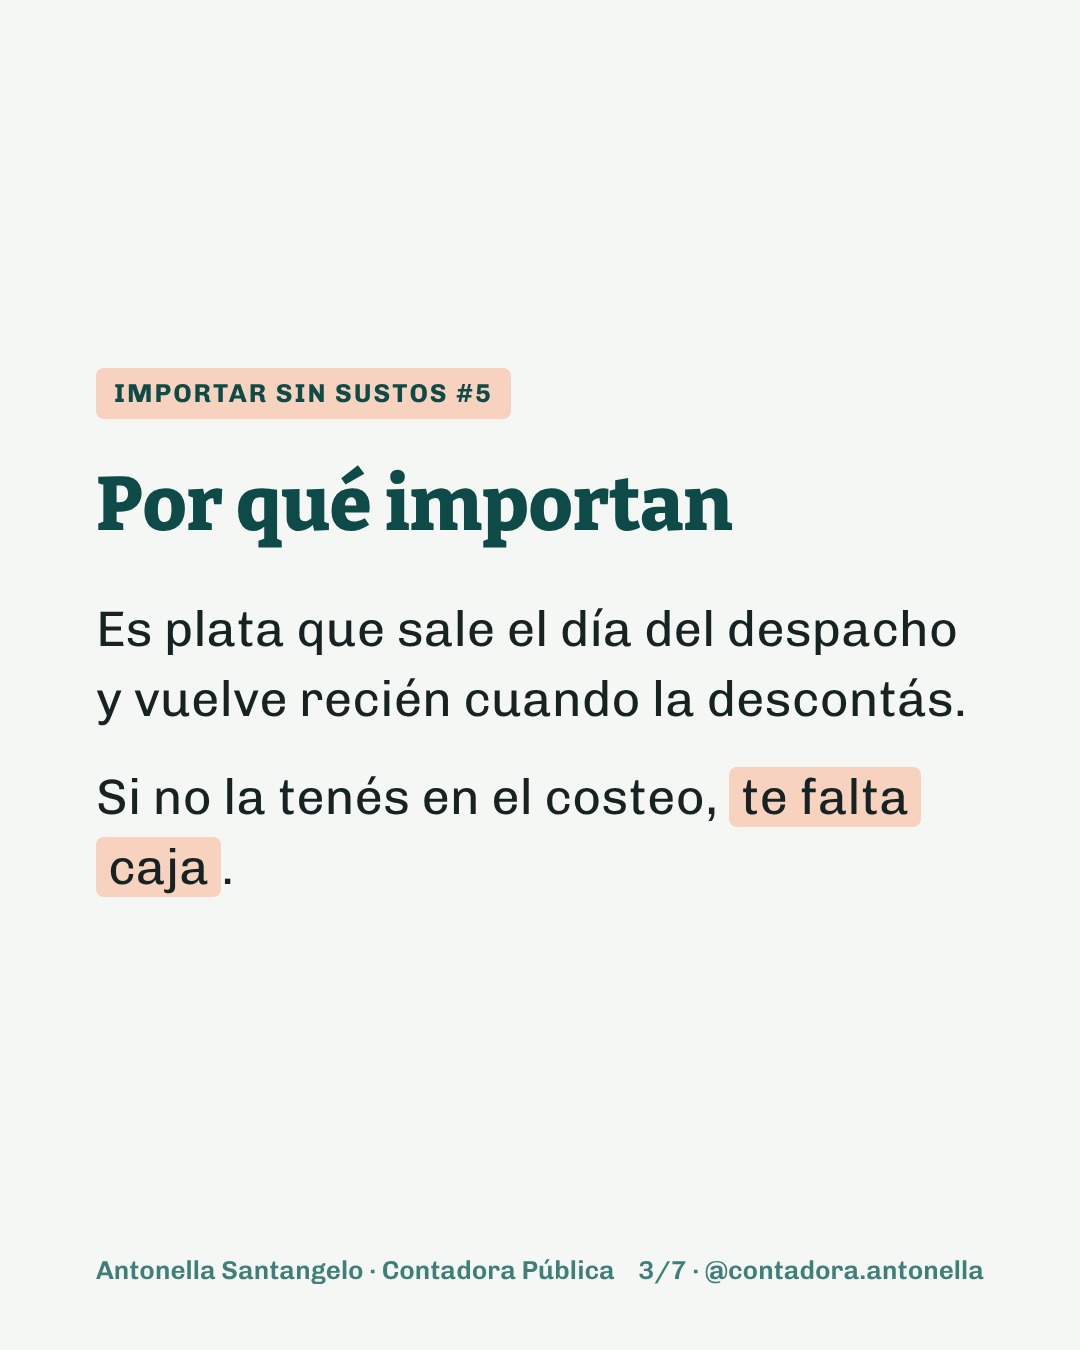 IMPORTAR SIN SUSTOS #5
Por qué importan
Es plata que sale el día del despacho
y vuelve recién cuando la descontás.
Si no la tenés en el costeo, te falta
caja.
Antonella Santangelo · Contadora Pública 3/7 · @contadora.antonella